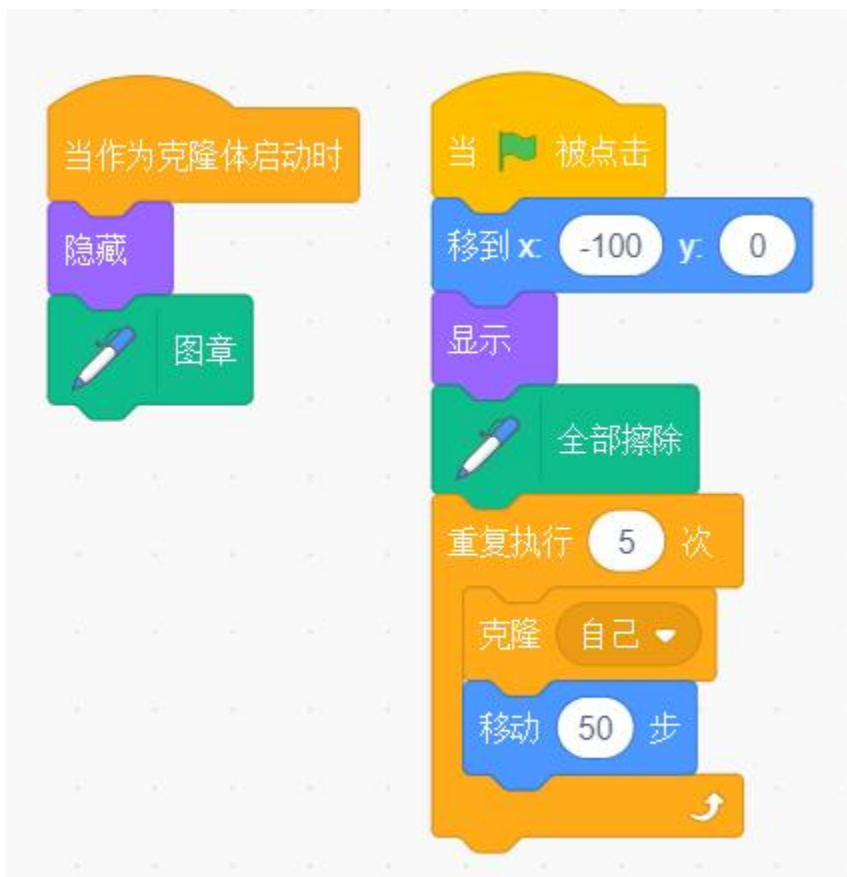 当作为克隆体启动时
隐藏
图章
当 被点击
移到 x: -100 y: 0
显示
全部擦除
重复执行 5 次
克隆 自己
移动 50 步